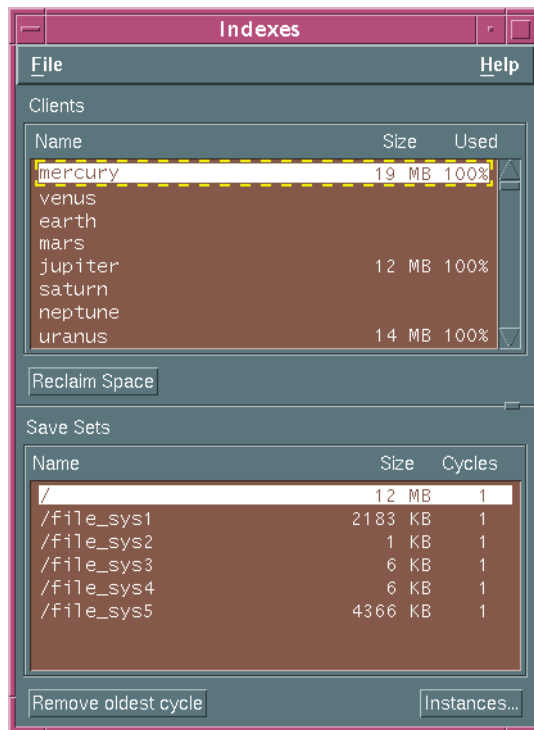 Indexes
File Help
Clients
Name Size Used
mercury 19 MB 100%
venus
earth
mars
jupiter 12 MB 100%
saturn
neptune
uranus 14 MB 100%
Reclaim Space
Save Sets
Name Size Cycles
/ 12 MB 1
/file_sys1 2183 KB 1
/file_sys2 1 KB 1
/file_sys3 6 KB 1
/file_sys4 6 KB 1
/file_sys5 4366 KB 1
Remove oldest cycle Instances...